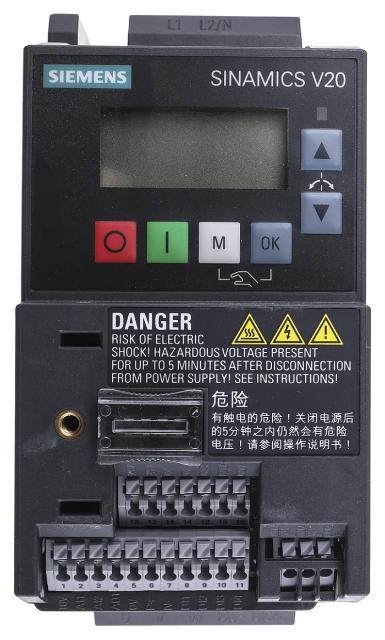 L1 L2/N
SIEMENS
SINAMICS V20
M
OK
DANGER
RISK OF ELECTRIC
SHOCK! HAZARDOUS VOLTAGE PRESENT
FOR UP TO 5 MINUTES AFTER DISCONNECTION
FROM POWER SUPPLY! SEE INSTRUCTIONS!
危险
有触电的危险！关闭电源后
的5分钟之内仍然会有危险
电压！请参阅操作说明书！
12 13 14
1 2 3 4 5 6 7 8 9 10 11